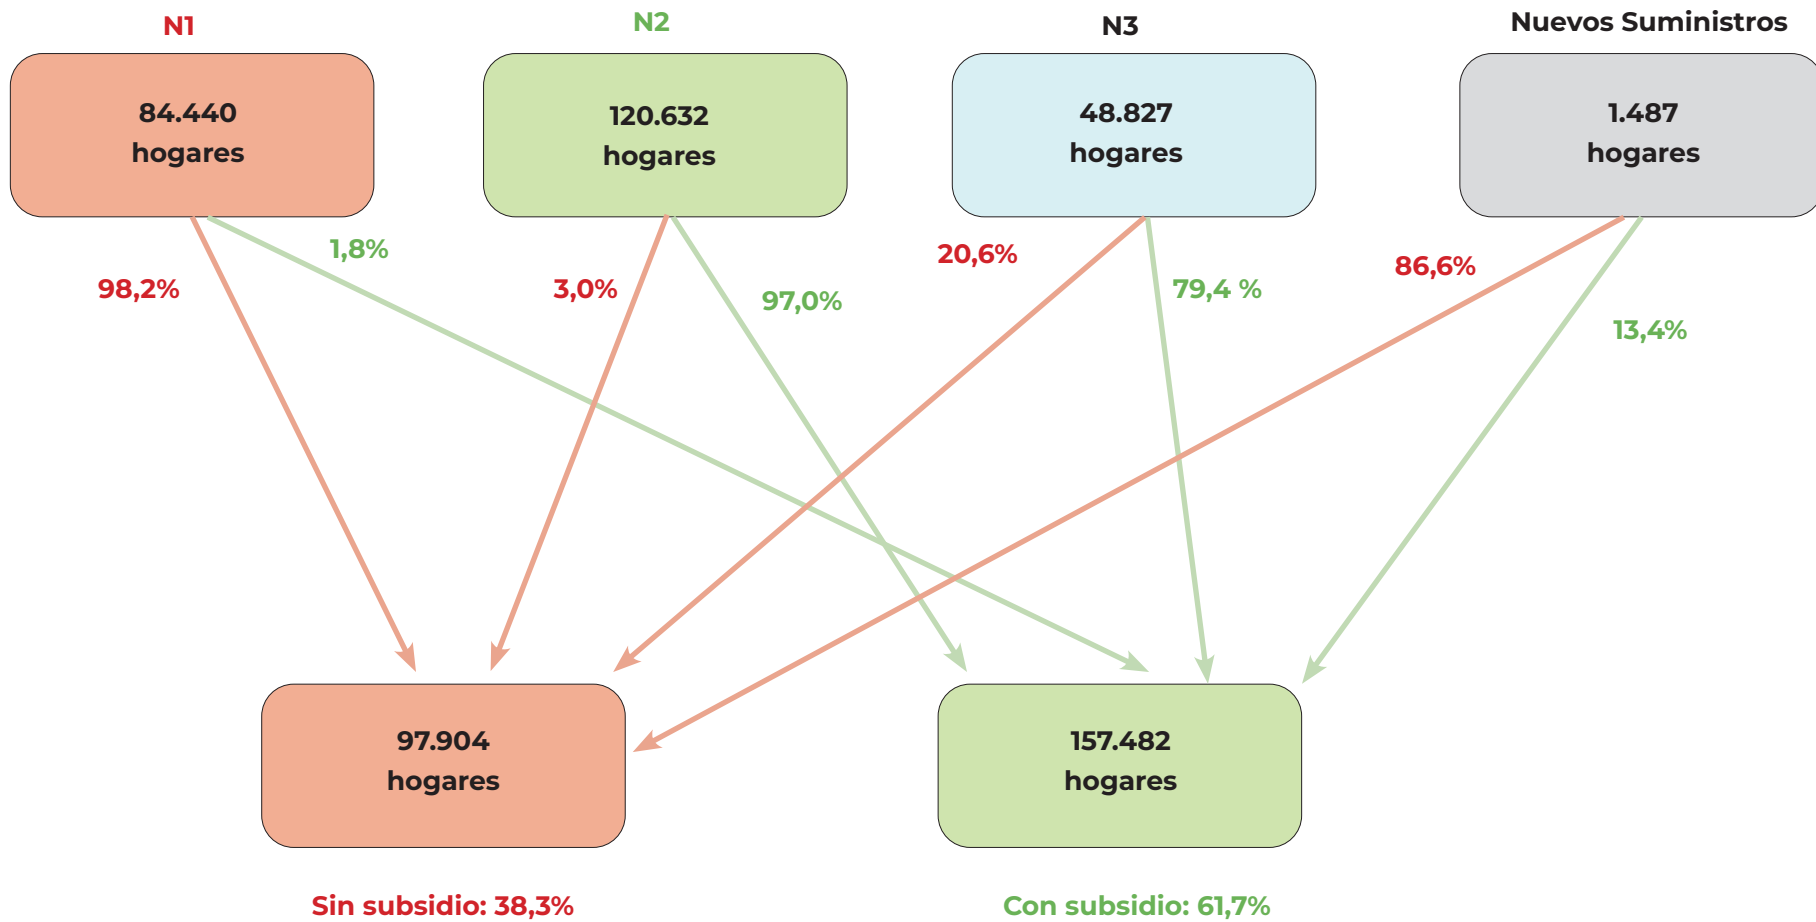 N1
N2
N3
Nuevos Suministros
84.440
hogares
120.632
hogares
48.827
hogares
1.487
hogares
98,2%
1,8%
3,0%
97,0%
20,6%
79,4 %
86,6%
13,4%
97.904
hogares
157.482
hogares
Sin subsidio: 38,3%
Con subsidio: 61,7%